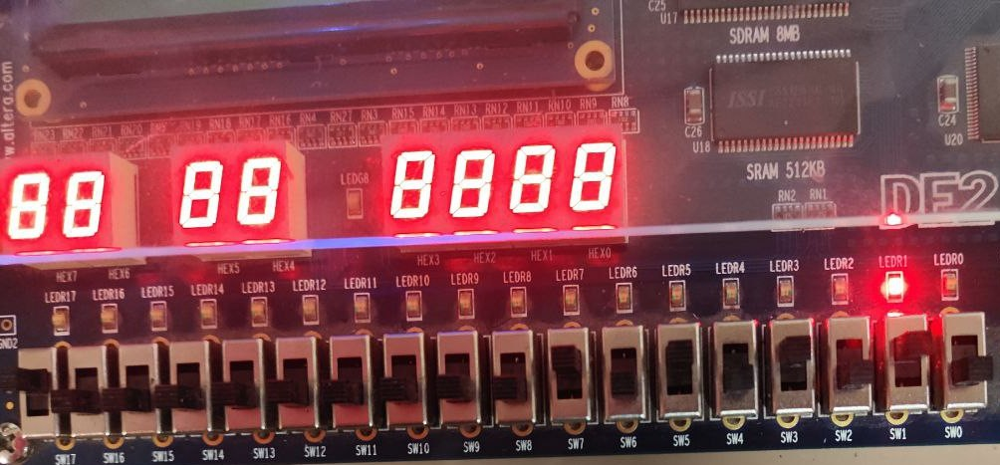 C25
U17
SDRAM 8MB
www.altera.com
ISSI
C26
U18
SRAM 512KB
C24
U20
RN23 RN22 RN21 RN20 RN19 RN18 RN17 RN16 RN4 RN27 RN3 RN15 RN14 RN13 RN12 RN11 RN10 RN9 RN8
RN2 RN1
DE2
LEDG8
88 88 8888
HEX7 HEX6 HEX5 HEX4 HEX3 HEX2 HEX1 HEX0
LEDR17 LEDR16 LEDR15 LEDR14 LEDR13 LEDR12 LEDR11 LEDR10 LEDR9 LEDR8 LEDR7 LEDR6 LEDR5 LEDR4 LEDR3 LEDR2 LEDR1 LEDR0
GND2
SW17 SW16 SW15 SW14 SW13 SW12 SW11 SW10 SW9 SW8 SW7 SW6 SW5 SW4 SW3 SW2 SW1 SW0